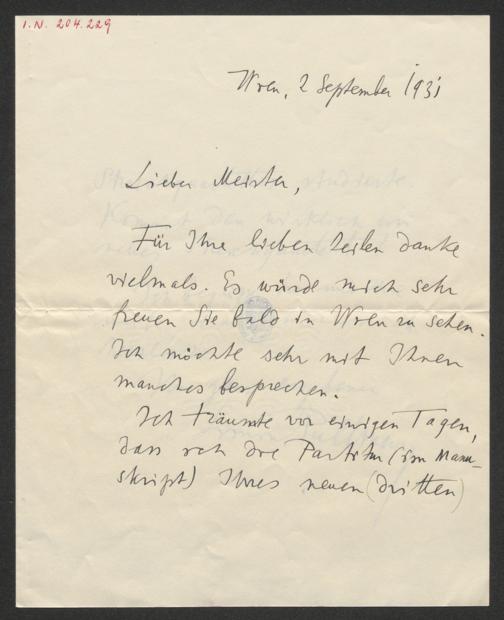 I.N. 204.229
Wien, 2 September 1931
Lieber Meister,
Für Ihre lieben Zeilen danke
vielmals. Es würde mich sehr
freuen Sie bald in Wien zu sehen.
Ich möchte sehr mit Ihnen
manches besprechen.
Ich träumte vor einigen Tagen,
dass ich die Partitur (im Manu-
skript) Ihres neuen (dritten)